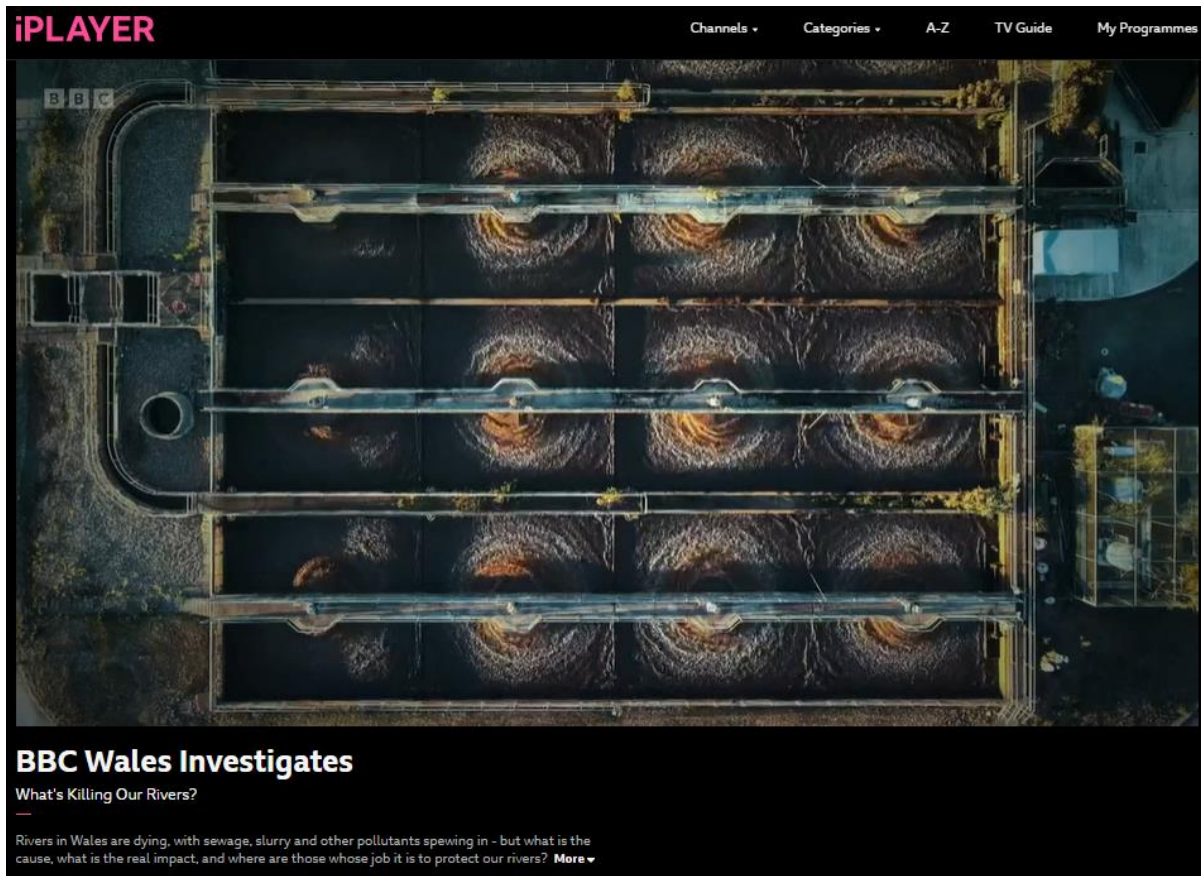 iPLAYER
Channels
Categories
A-Z
TV Guide
My Programmes
BBC
BBC Wales Investigates
What's Killing Our Rivers?
Rivers in Wales are dying, with sewage, slurry and other pollutants spewing in - but what is the
cause, what is the real impact, and where are those whose job it is to protect our rivers? More